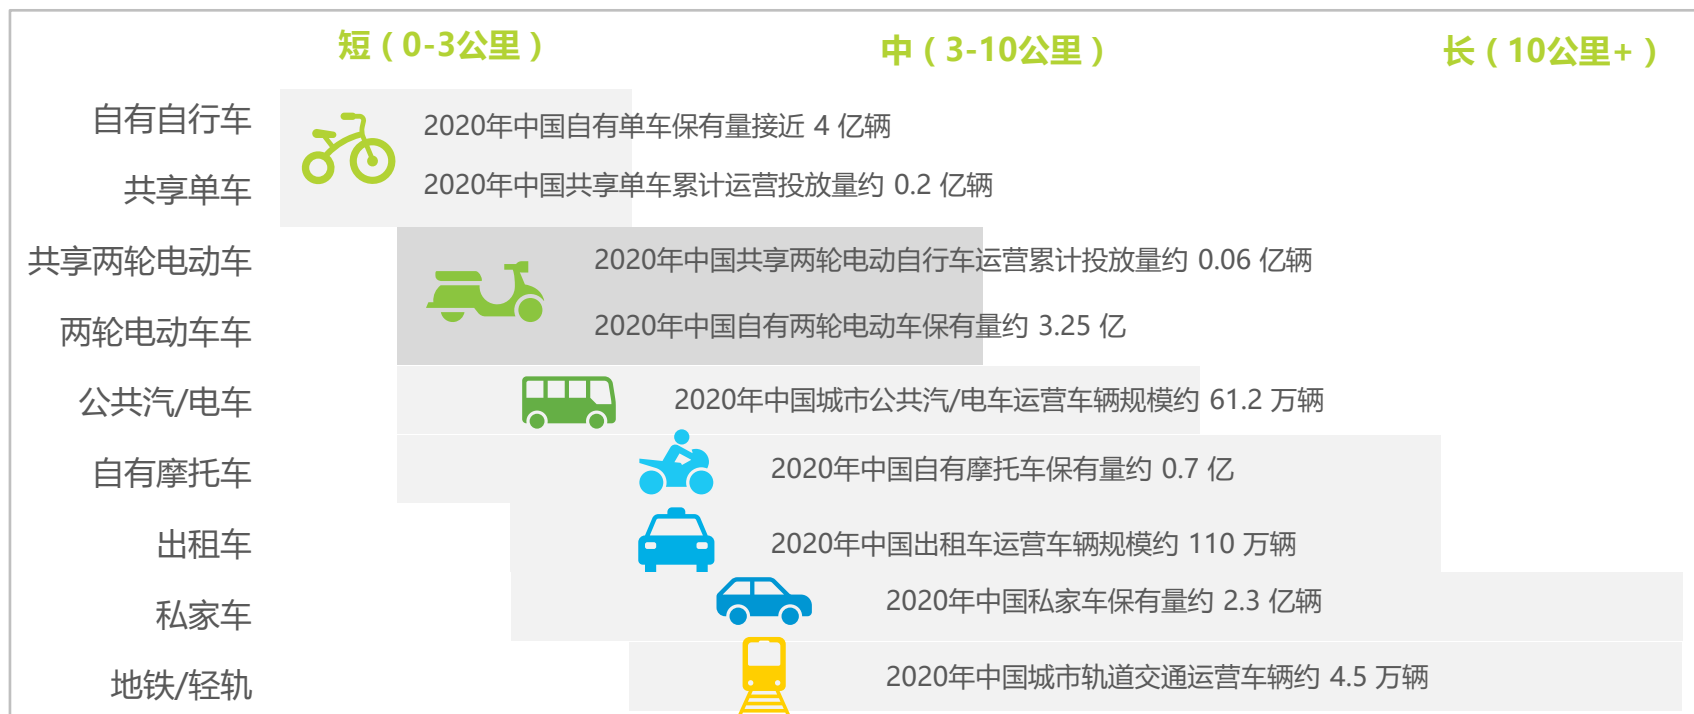 短（0-3公里）
中（3-10公里）
长（10公里+）
自有自行车
2020年中国自有单车保有量接近 4 亿辆
共享单车
2020年中国共享单车累计运营投放量约 0.2 亿辆
共享两轮电动车
2020年中国共享两轮电动自行车运营累计投放量约 0.06 亿辆
两轮电动车车
2020年中国自有两轮电动车保有量约 3.25 亿
公共汽/电车
2020年中国城市公共汽/电车运营车辆规模约 61.2 万辆
自有摩托车
2020年中国自有摩托车保有量约 0.7 亿
出租车
2020年中国出租车运营车辆规模约 110 万辆
私家车
2020年中国私家车保有量约 2.3 亿辆
地铁/轻轨
2020年中国城市轨道交通运营车辆约 4.5 万辆